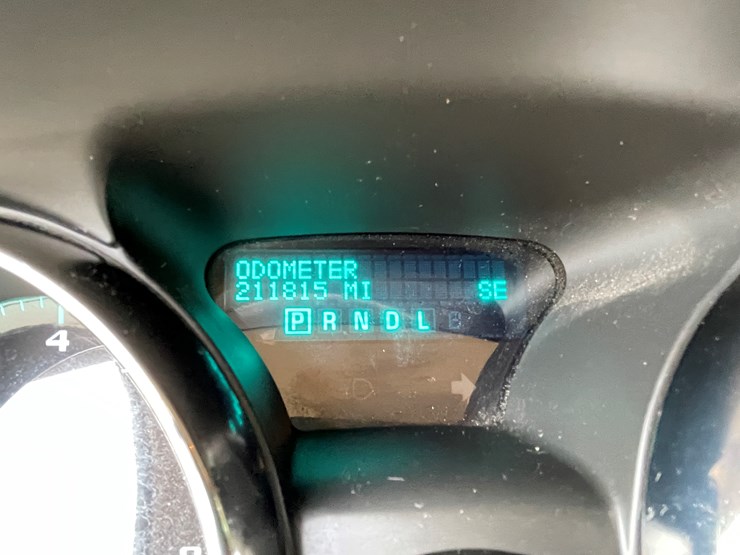 ODOMETER
211815 MI SE
P R N D L B
4